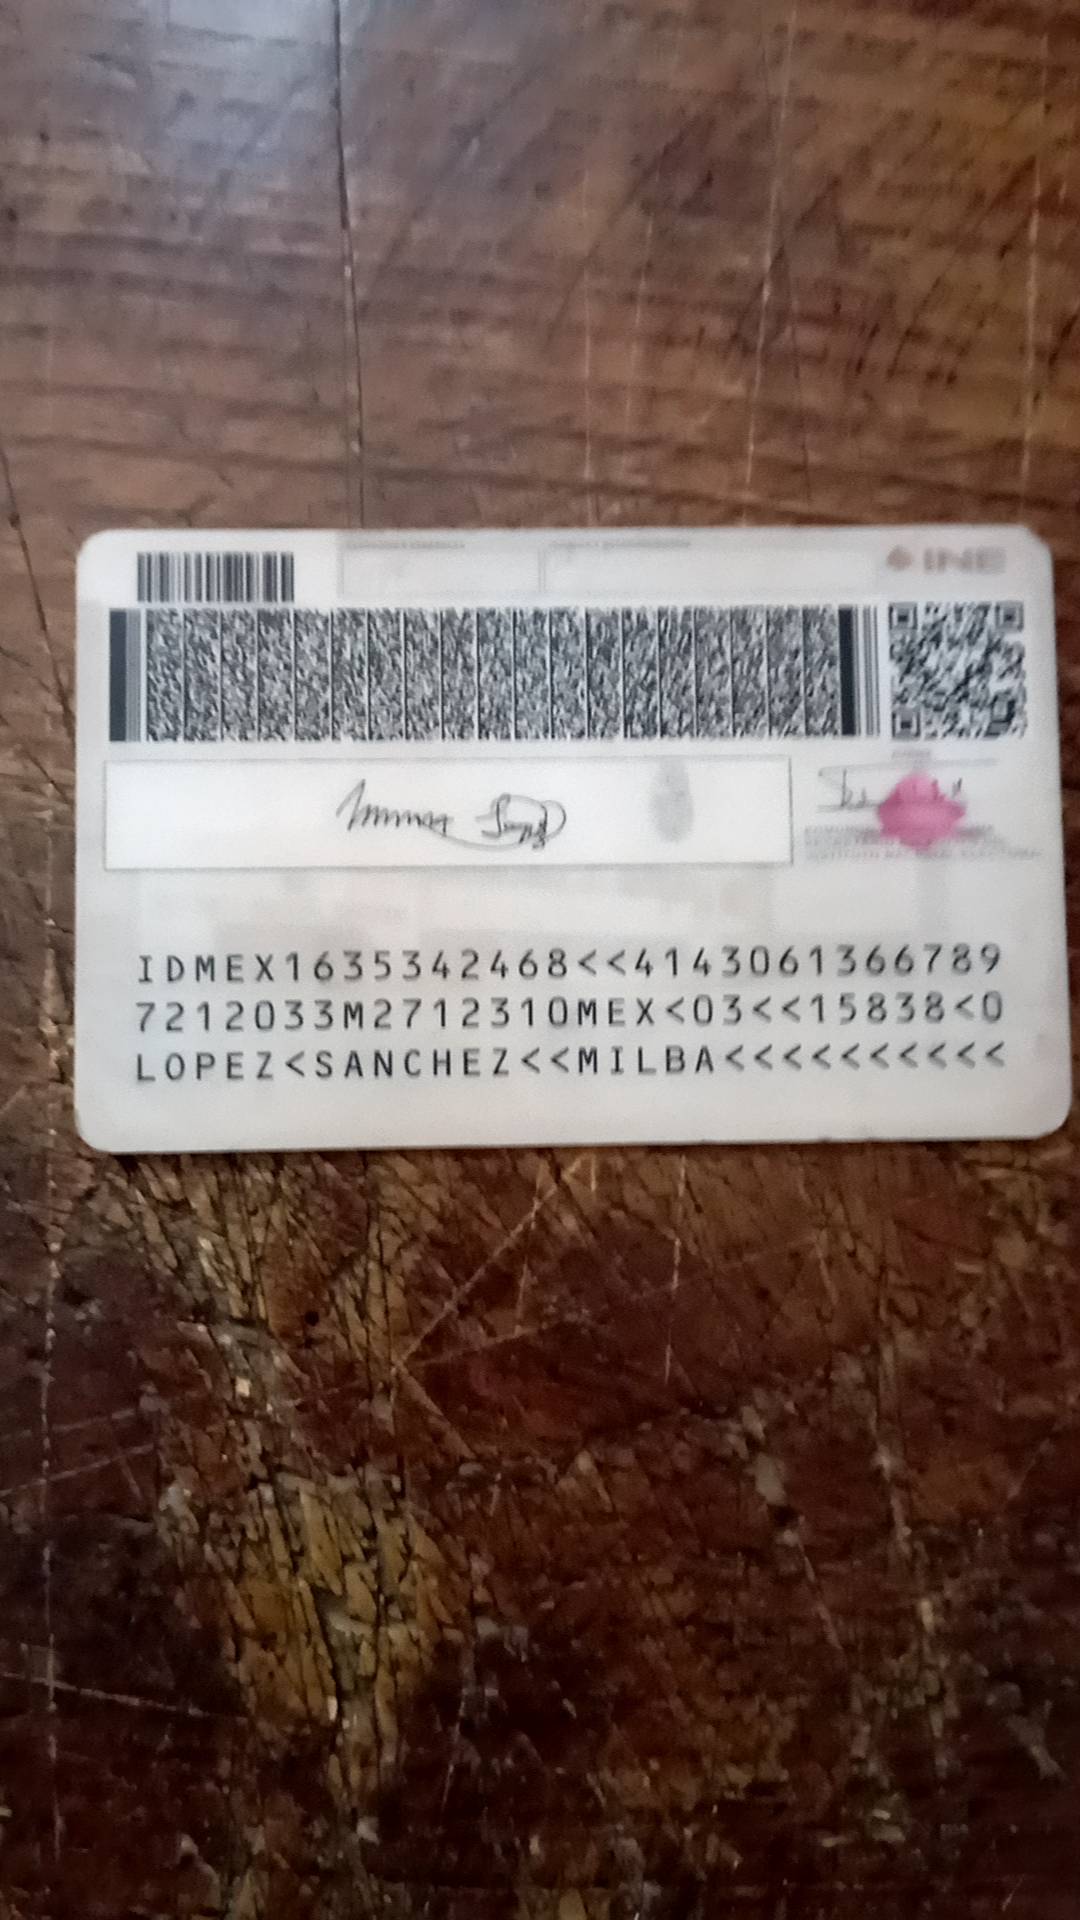 INE
IDMEX1635342468<<4143061366789
7212033M2712310MEX<03<<15838<0
LOPEZ<SANCHEZ<<MILBA<<<<<<<<<<